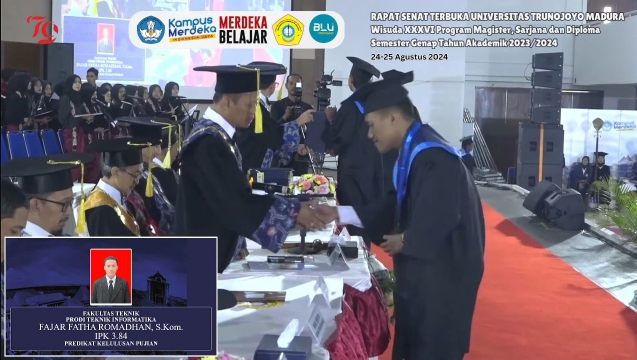 Kampus
Merdeka
INDONESIA JAYA
MERDEKA
BELAJAR
BLU
RAPAT SENAT TERBUKA UNIVERSITAS TRUNOJOYO MADURA
Wisuda XXXVI Program Magister, Sarjana dan Diploma
Semester Genap Tahun Akademik 2023/2024
24-25 Agustus 2024
FAKULTAS TEKNIK
PRODI TEKNIK INFORMATIKA
FAJAR FATHA ROMADHAN, S.Kom.
IPK 3.84
PREDIKAT KELULUSAN PUJIAN